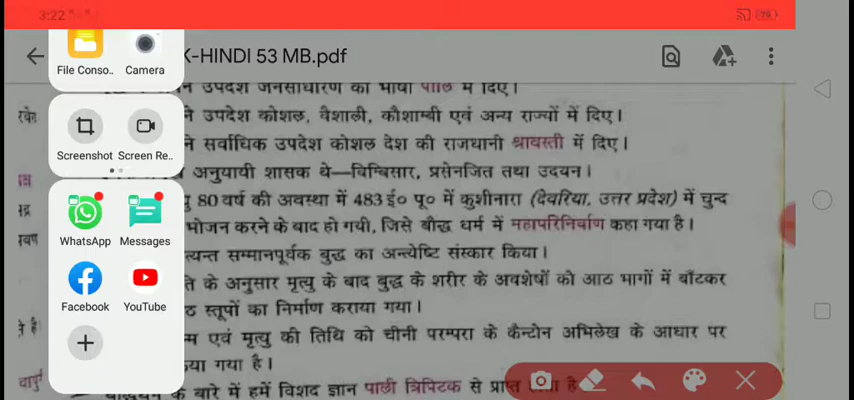 3:22
K-HINDI 53 MB.pdf
File Conso..
Camera
Screenshot
Screen Re..
WhatsApp
Messages
Facebook
YouTube
उपदेश जनसाधारण की भाषा पालि में दिए।
ने उपदेश कोशल, वैशाली, कौशाम्बी एवं अन्य राज्यों में दिए।
ने सर्वाधिक उपदेश कोशल देश की राजधानी श्रावस्ती में दिए।
अनुयायी शासक थे—बिम्बिसार, प्रसेनजित तथा उदयन।
80 वर्ष की अवस्था में 483 ई० पू० में कुशीनारा (देवरिया, उत्तर प्रदेश) में चुन्द
भोजन करने के बाद हो गयी, जिसे बौद्ध धर्म में महापरिनिर्वाण कहा गया है।
त्यन्त सम्मानपूर्वक बुद्ध का अन्त्येष्टि संस्कार किया।
के अनुसार मृत्यु के बाद बुद्ध के शरीर के अवशेषों को आठ भागों में बाँटकर
स्तूपों का निर्माण कराया गया।
एवं मृत्यु की तिथि को चीनी परम्परा के कैन्टोन अभिलेख के आधार पर
गया है।
के बारे में हमें विशद ज्ञान पाली त्रिपिटक से प्राप्त